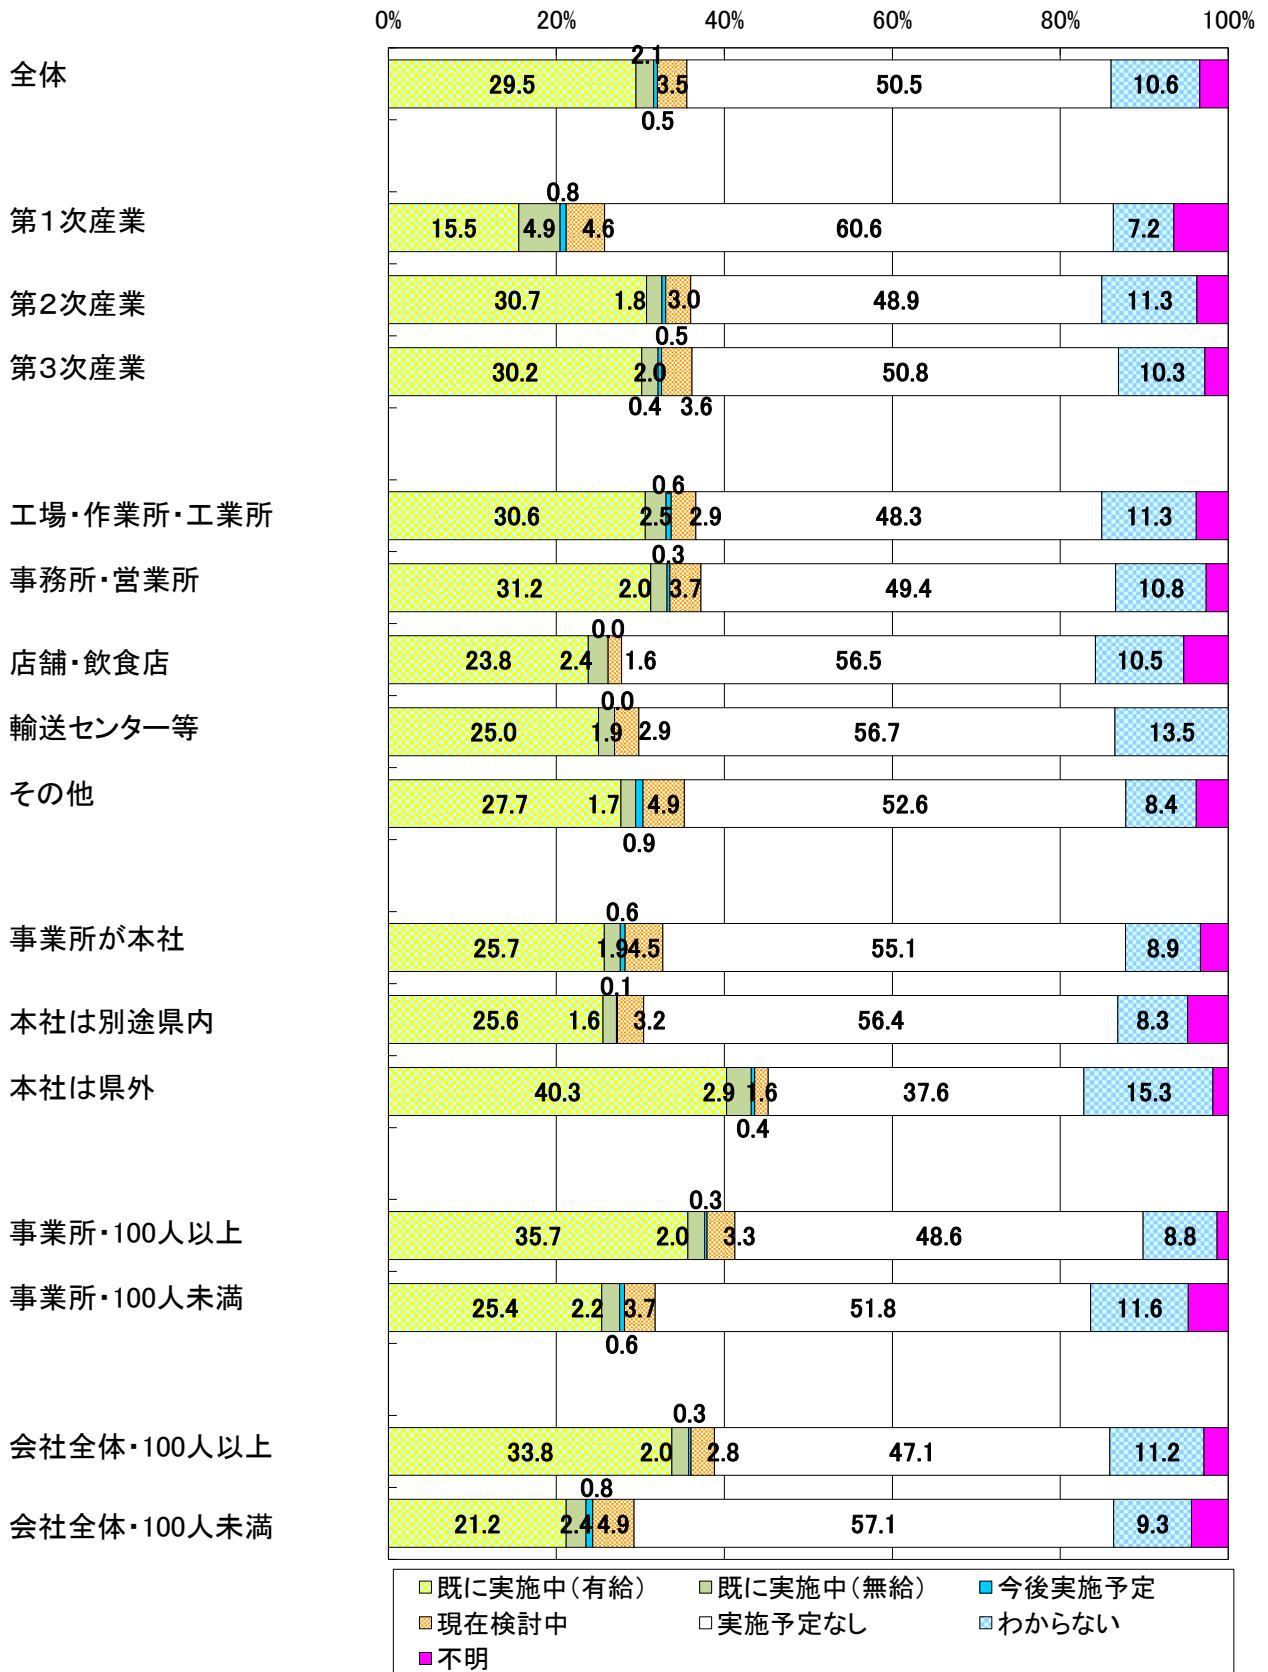 0% 20% 40% 60% 80% 100%
全体 29.5 2.1 0.5 3.5 50.5 10.6
第1次産業 15.5 4.9 0.8 4.6 60.6 7.2
第2次産業 30.7 1.8 0.5 3.0 48.9 11.3
第3次産業 30.2 2.0 0.4 3.6 50.8 10.3
工場・作業所・工業所 30.6 2.5 0.6 2.9 48.3 11.3
事務所・営業所 31.2 2.0 0.3 3.7 49.4 10.8
店舗・飲食店 23.8 2.4 0.0 1.6 56.5 10.5
輸送センター等 25.0 1.9 0.0 2.9 56.7 13.5
その他 27.7 1.7 0.9 4.9 52.6 8.4
事業所が本社 25.7 1.9 0.6 4.5 55.1 8.9
本社は別途県内 25.6 1.6 0.1 3.2 56.4 8.3
本社は県外 40.3 2.9 0.4 1.6 37.6 15.3
事業所・100人以上 35.7 2.0 0.3 3.3 48.6 8.8
事業所・100人未満 25.4 2.2 0.6 3.7 51.8 11.6
会社全体・100人以上 33.8 2.0 0.3 2.8 47.1 11.2
会社全体・100人未満 21.2 2.4 0.8 4.9 57.1 9.3
既に実施中(有給) 既に実施中(無給) 今後実施予定
現在検討中 実施予定なし わからない
不明